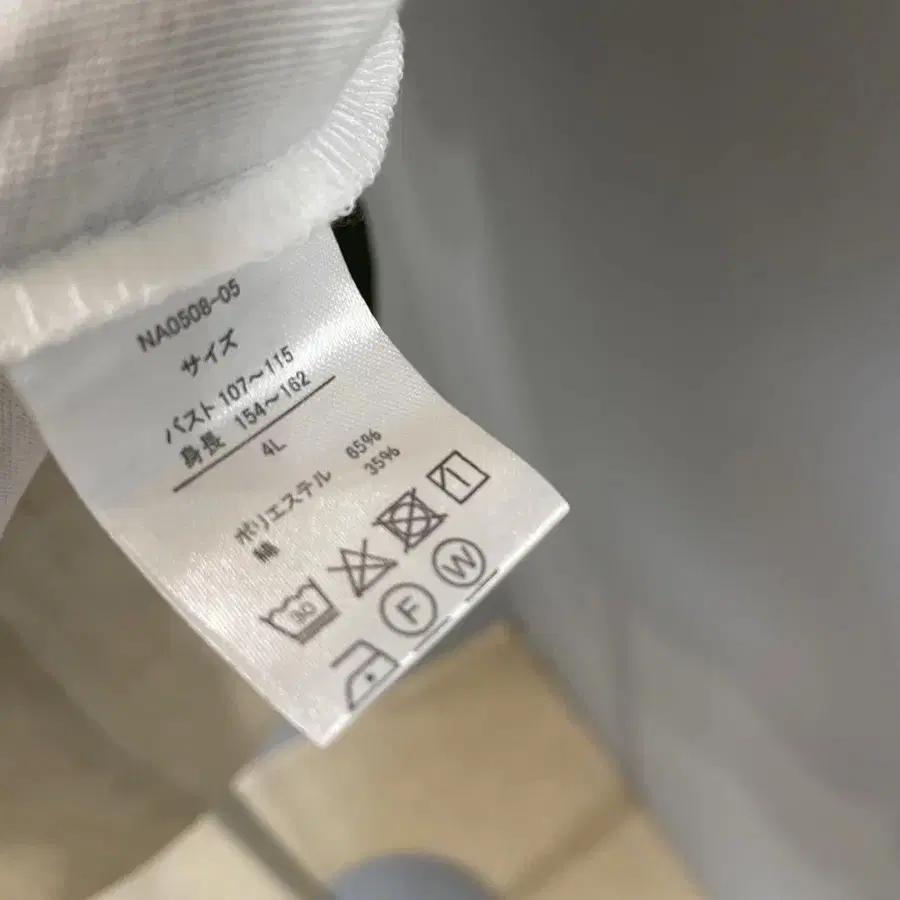 NA0508-05
サイズ
バスト 107～115
身長 154～162
4L
ポリエステル 65%
綿 35%
30
F W